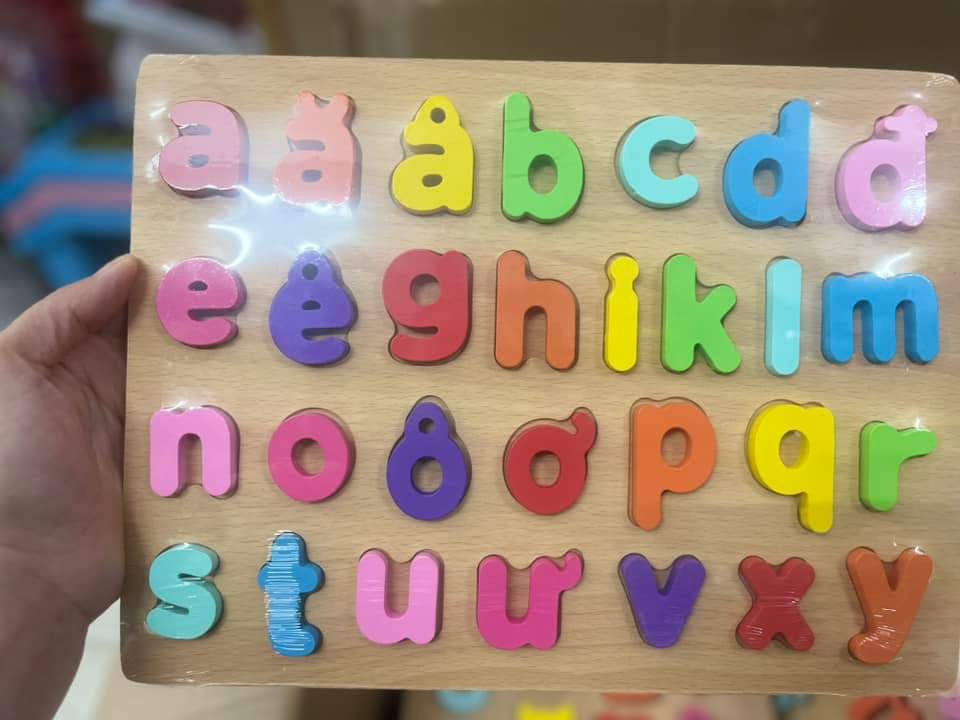 a ă â b c d đ
e ê g h i k l m
n o ô ơ p q r
s t u ư v x y